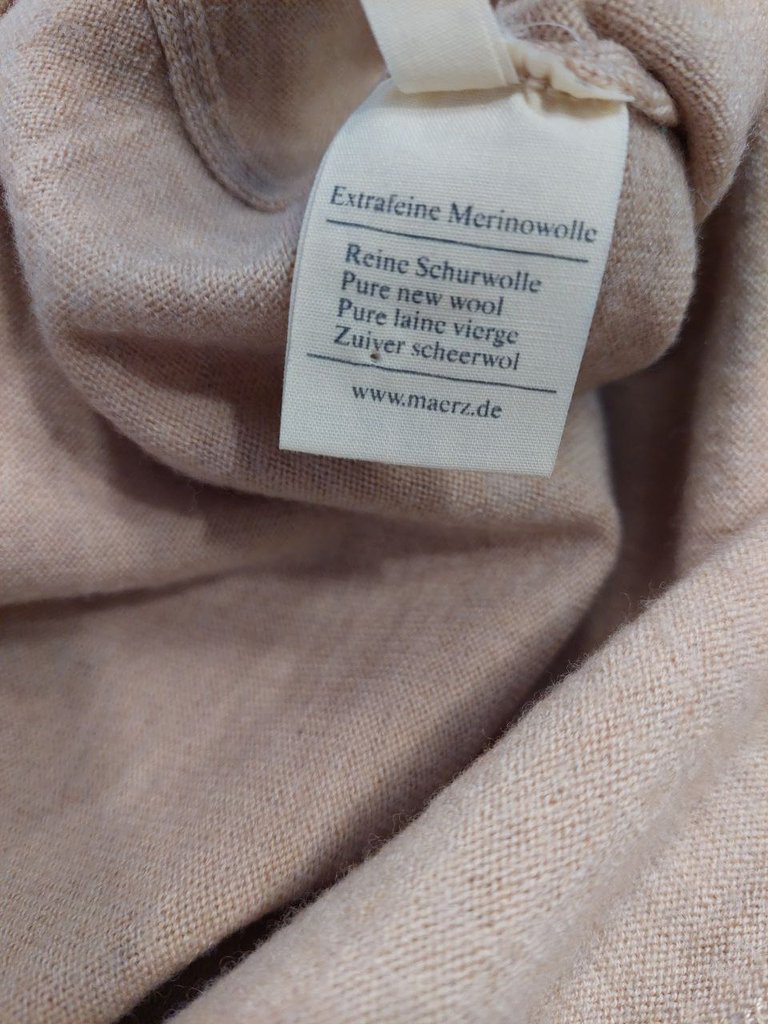 Extrafeine Merinowolle
Reine Schurwolle
Pure new wool
Pure laine vierge
Zuiver scheerwol
www.maerz.de